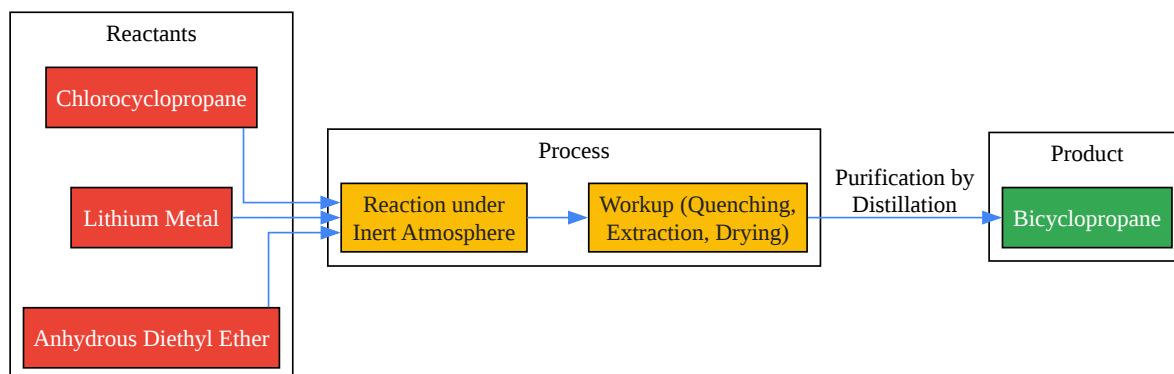 Reactants
Chlorocyclopropane
Lithium Metal
Anhydrous Diethyl Ether
Process
Reaction under
Inert Atmosphere
Workup (Quenching,
Extraction, Drying)
Purification by
Distillation
Product
Bicyclopropane